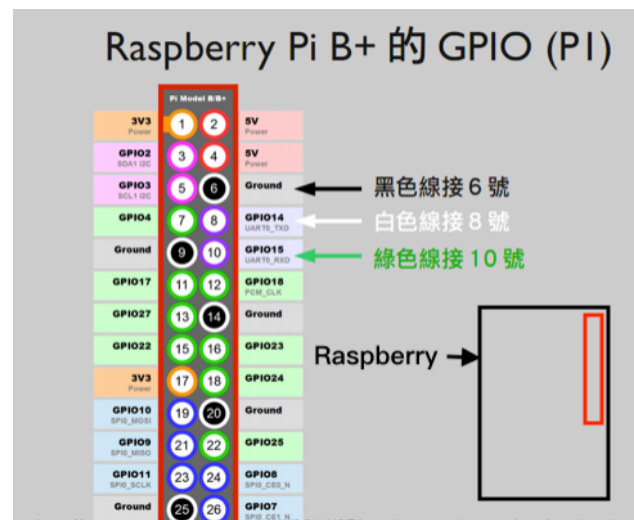 Raspberry Pi B+ 的 GPIO (P1)
Pi Model B/B+
3V3 Power 1 2 5V Power
GPIO2 SDA1 I2C 3 4 5V Power
GPIO3 SCL1 I2C 5 6 Ground 黑色線接 6 號
GPIO4 7 8 GPIO14 UART0_TXD 白色線接 8 號
Ground 9 10 GPIO15 UART0_RXD 綠色線接 10 號
GPIO17 11 12 GPIO18 PCM_CLK
GPIO27 13 14 Ground
GPIO22 15 16 GPIO23
3V3 Power 17 18 GPIO24
Raspberry
GPIO10 SPI0_MOSI 19 20 Ground
GPIO9 SPI0_MISO 21 22 GPIO25
GPIO11 SPI0_SCLK 23 24 GPIO8 SPI0_CE0_N
Ground 25 26 GPIO7 SPI0_CE1_N